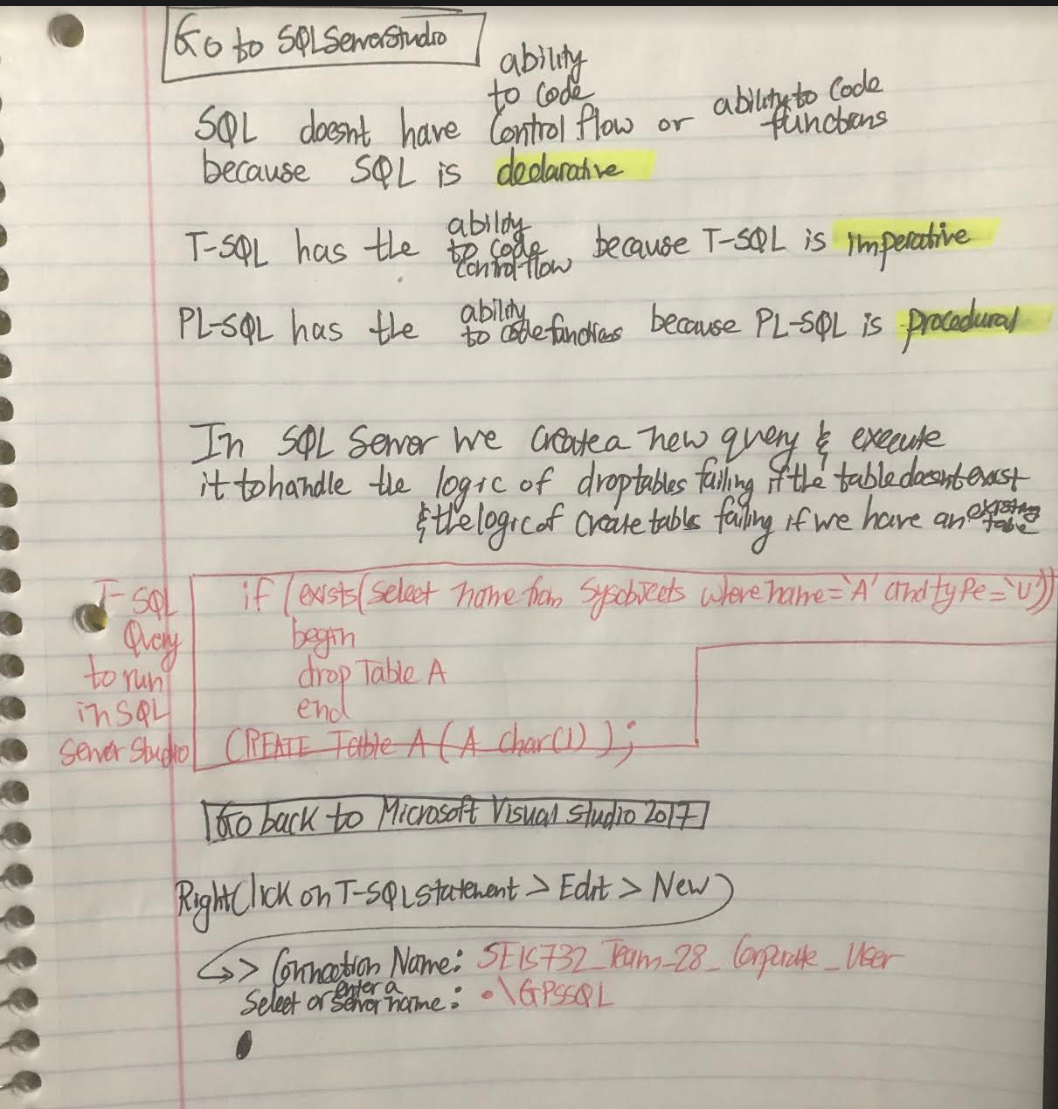 Go to SQLServerStudio
SQL doesnt have ability to code Control flow or ability to Code functions
because SQL is declarative
T-SQL has the ability to code control flow because T-SQL is imperative
PL-SQL has the ability to code functions because PL-SQL is procedural
In SQL Server we create a new query & execute
it to handle the logic of drop tables failing if the table doesnt exist
& the logic of Create tables failing if we have an existing table
T-SQL Query to run in SQL Server Studio
if (exists(Select name from Sysobjects where name='A' and type='U'))
begin
drop Table A
end
CREATE Table A ( A char(1) );
Go back to Microsoft Visual Studio 2017
Right Click on T-SQL statement > Edit > New
> Connection Name: SEIS732_Team_28_Corporate_User
Select or enter a server name: .\GPSSQL